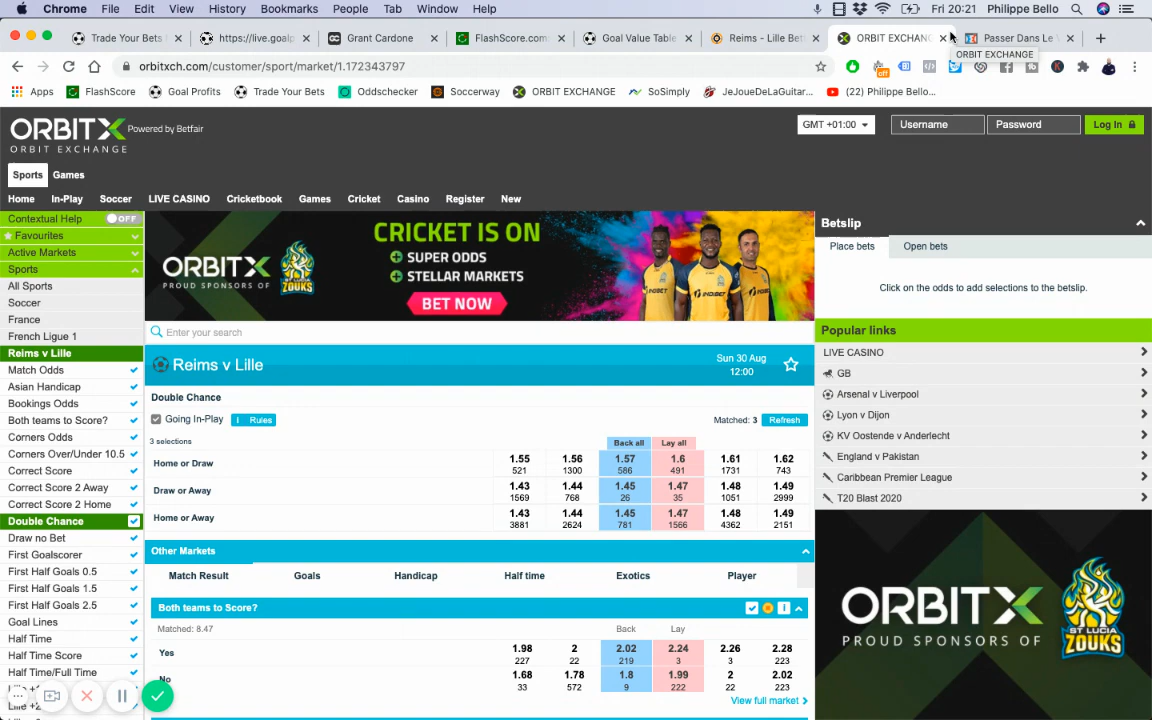 Chrome File Edit View History Bookmarks People Tab Window Help Fri 20:21 Philippe Bello
Trade Your Bets
https://live.goalp
Grant Cardone
FlashScore.com
Goal Value Table
Reims - Lille Bet
ORBIT EXCHANG
Passer Dans Le
ORBIT EXCHANGE
orbitxch.com/customer/sport/market/1.172343797
off
Apps FlashScore Goal Profits Trade Your Bets Oddschecker Soccerway ORBIT EXCHANGE SoSimply JeJoueDeLaGuitar... (22) Philippe Bello...
ORBITX Powered by Betfair
ORBIT EXCHANGE
GMT +01:00 Username Password Log In
Sports Games
Home In-Play Soccer LIVE CASINO Cricketbook Games Cricket Casino Register New
Contextual Help OFF
Favourites
Active Markets
Sports
All Sports
Soccer
France
French Ligue 1
Reims v Lille
Match Odds
Asian Handicap
Bookings Odds
Both teams to Score?
Corners Odds
Corners Over/Under 10.5
Correct Score
Correct Score 2 Away
Correct Score 2 Home
Double Chance
Draw no Bet
First Goalscorer
First Half Goals 0.5
First Half Goals 1.5
First Half Goals 2.5
Goal Lines
Half Time
Half Time Score
Half Time/Full Time
ORBITX
PROUD SPONSORS OF
CRICKET IS ON
SUPER ODDS
STELLAR MARKETS
BET NOW
INDIBET
Enter your search
Reims v Lille Sun 30 Aug
12:00
Double Chance
Going In-Play Rules Matched: 3 Refresh
3 selections Back all Lay all
Home or Draw
1.55 1.56 1.57 1.6 1.61 1.62
521 1300 586 491 1731 743
Draw or Away
1.43 1.44 1.45 1.47 1.48 1.49
1569 768 26 35 1051 2999
Home or Away
1.43 1.44 1.45 1.47 1.48 1.49
3881 2624 781 1566 4362 2151
Other Markets
Match Result Goals Handicap Half time Exotics Player
Both teams to Score?
Matched: 8.47 Back Lay
Yes
1.98 2 2.02 2.24 2.26 2.28
227 22 219 3 3 223
No
1.68 1.78 1.8 1.99 2 2.02
33 572 9 222 22 223
View full market
Betslip
Place bets Open bets
Click on the odds to add selections to the betslip.
Popular links
LIVE CASINO
GB
Arsenal v Liverpool
Lyon v Dijon
KV Oostende v Anderlecht
England v Pakistan
Caribbean Premier League
T20 Blast 2020
ORBITX
PROUD SPONSORS OF
ST LUCIA
ZOUKS